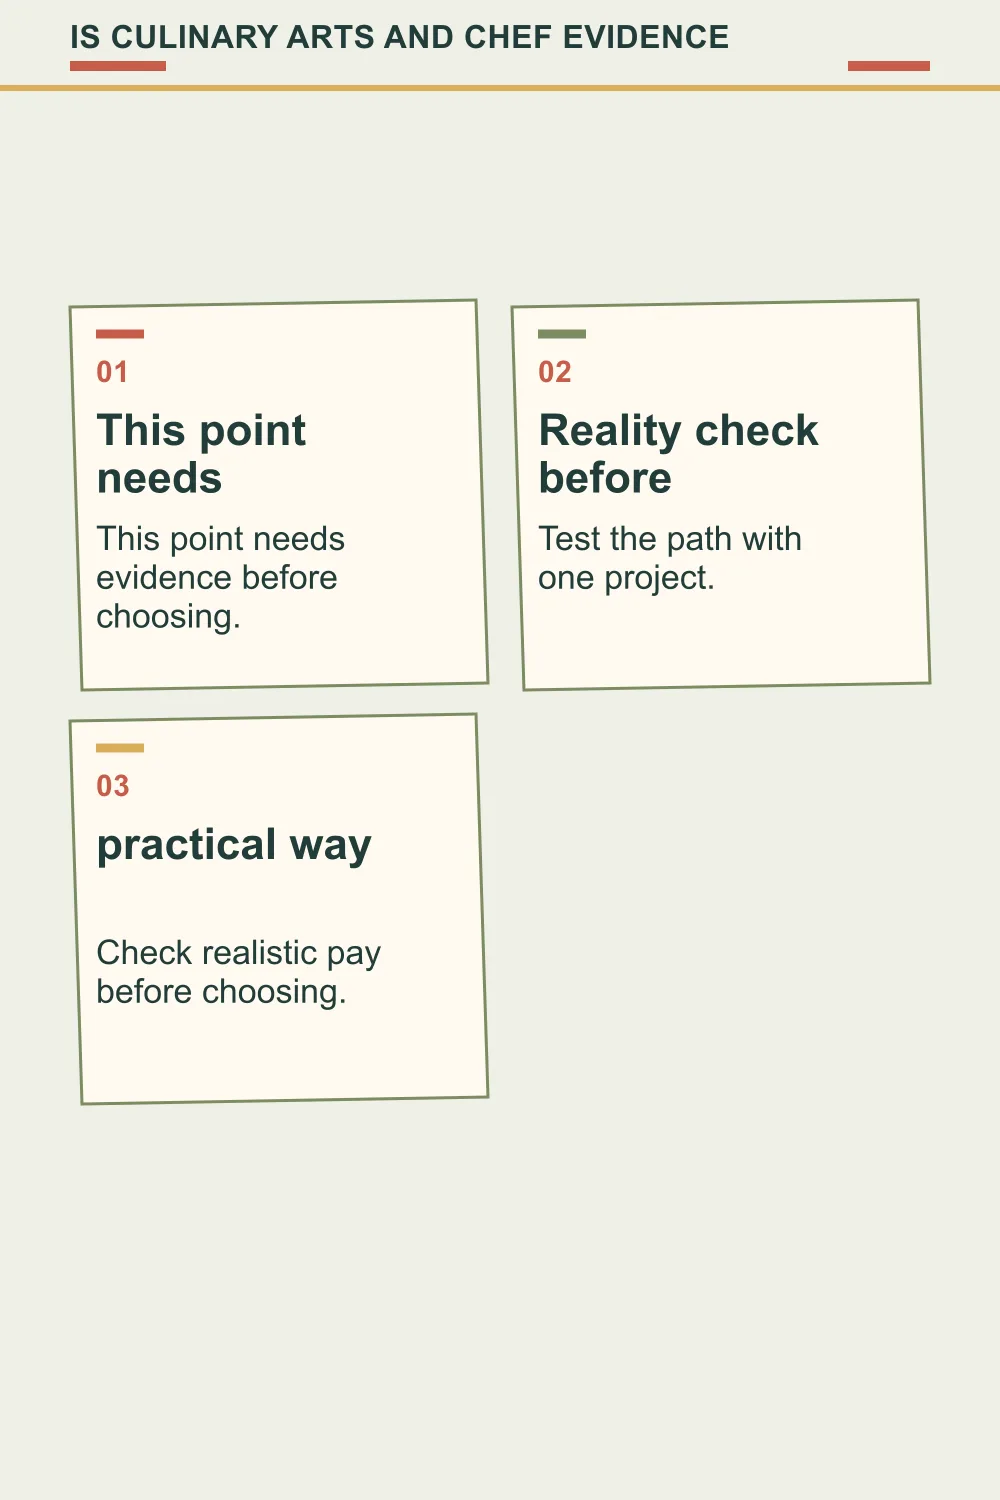 IS CULINARY ARTS AND CHEF EVIDENCE
01
This point
needs
This point needs
evidence before
choosing.
02
Reality check
before
Test the path with
one project.
03
practical way
Check realistic pay
before choosing.